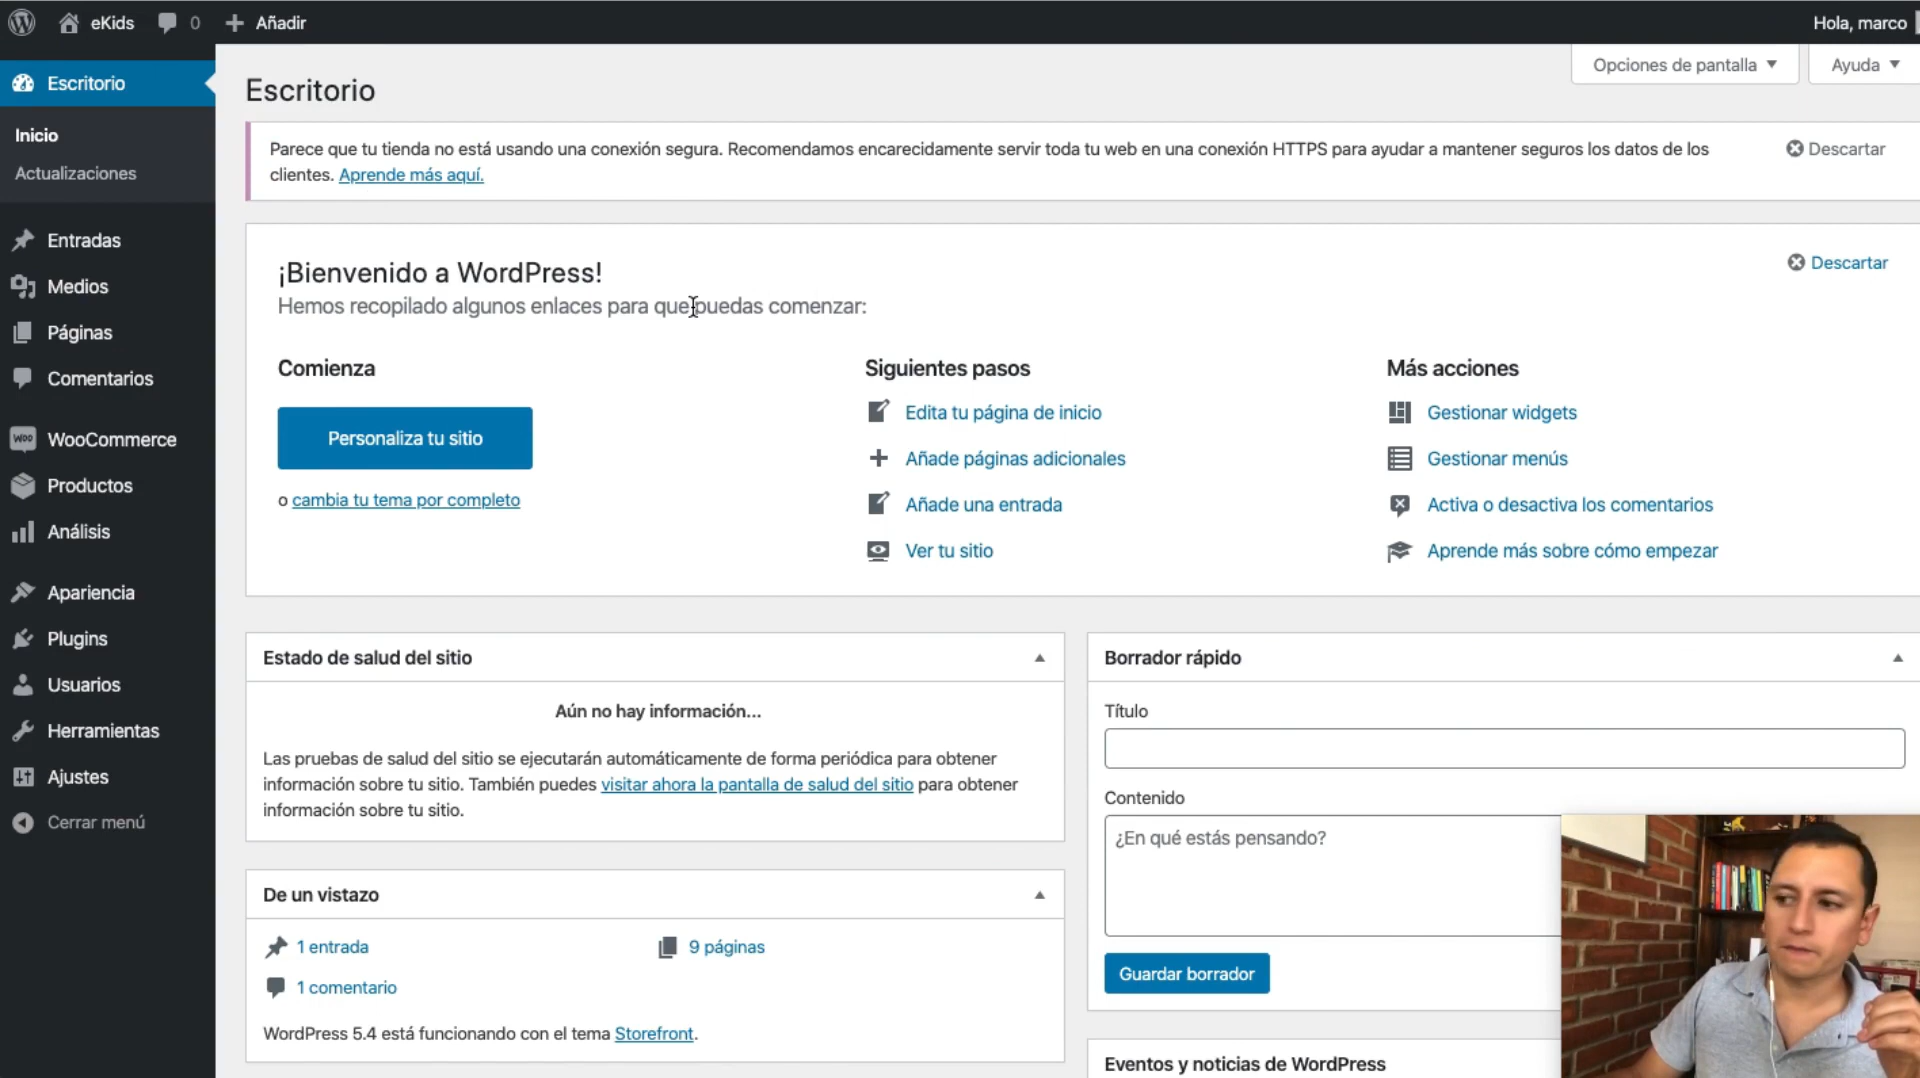 eKids
0
Añadir
Hola, marco
Escritorio
Inicio
Actualizaciones
Entradas
Medios
Páginas
Comentarios
WOO
WooCommerce
Productos
Análisis
Apariencia
Plugins
Usuarios
Herramientas
Ajustes
Cerrar menú
Opciones de pantalla
Ayuda
Escritorio
Parece que tu tienda no está usando una conexión segura. Recomendamos encarecidamente servir toda tu web en una conexión HTTPS para ayudar a mantener seguros los datos de los
clientes. Aprende más aquí.
Descartar
¡Bienvenido a WordPress!
Hemos recopilado algunos enlaces para que puedas comenzar:
Descartar
Comienza
Personaliza tu sitio
o cambia tu tema por completo
Siguientes pasos
Edita tu página de inicio
Añade páginas adicionales
Añade una entrada
Ver tu sitio
Más acciones
Gestionar widgets
Gestionar menús
Activa o desactiva los comentarios
Aprende más sobre cómo empezar
Estado de salud del sitio
Aún no hay información...
Las pruebas de salud del sitio se ejecutarán automáticamente de forma periódica para obtener
información sobre tu sitio. También puedes visitar ahora la pantalla de salud del sitio para obtener
información sobre tu sitio.
De un vistazo
1 entrada
9 páginas
1 comentario
WordPress 5.4 está funcionando con el tema Storefront.
Borrador rápido
Título
Contenido
¿En qué estás pensando?
Guardar borrador
Eventos y noticias de WordPress